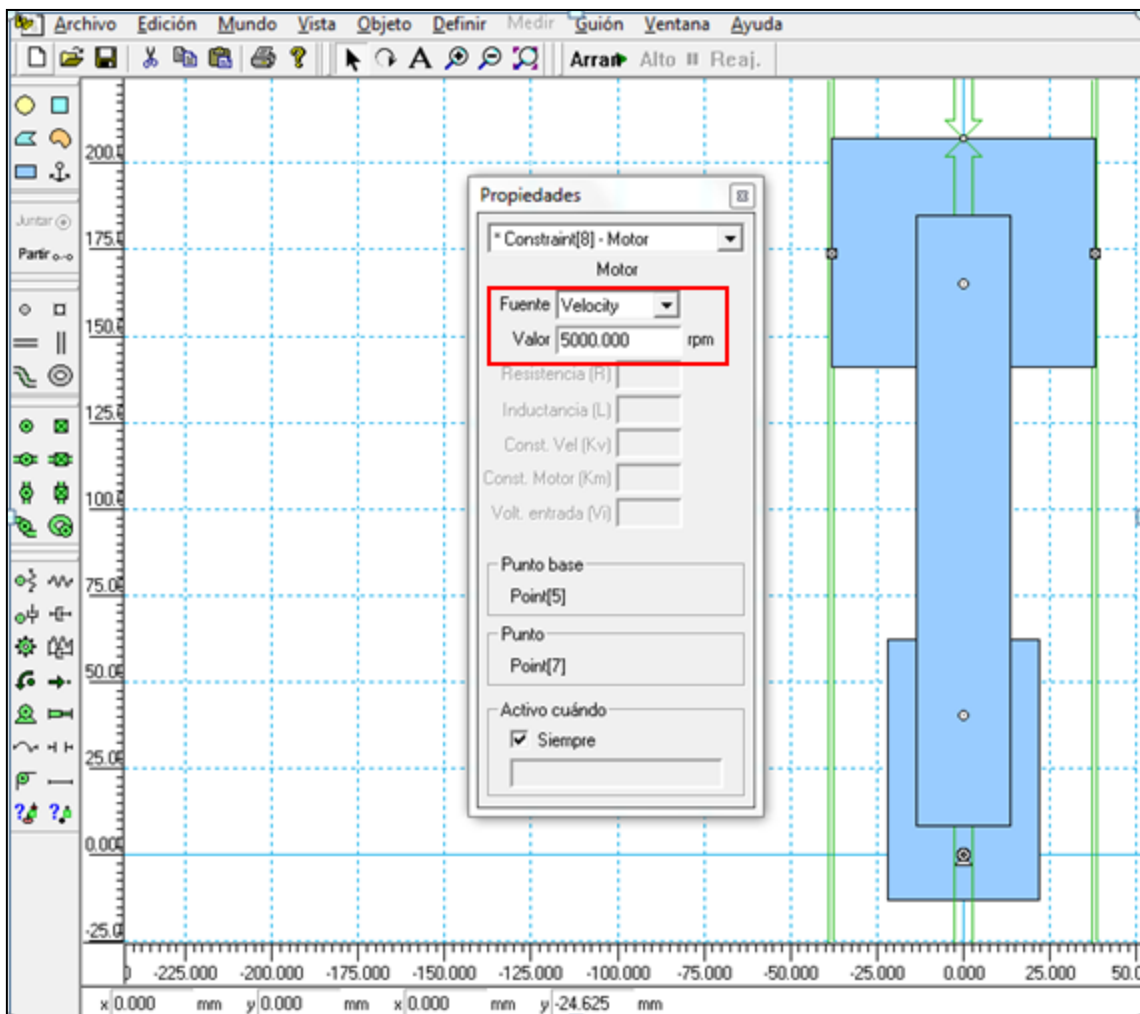 Archivo Edición Mundo Vista Objeto Definir Medir Guión Ventana Ayuda
A Arran Alto Reaj.
Juntar
Partir
200.0
175.0
150.0
125.0
100.0
75.00
50.00
25.00
0.000
-25.0
Propiedades
* Constraint[8] - Motor
Motor
Fuente Velocity
Valor 5000.000 rpm
Resistencia (R)
Inductancia (L)
Const. Vel (Kv)
Const. Motor (Km)
Volt. entrada (Vi)
Punto base
Point[5]
Punto
Point[7]
Activo cuándo
Siempre
-225.000 -200.000 -175.000 -150.000 -125.000 -100.000 -75.000 -50.000 -25.000 0.000 25.000 50.0
x 0.000 mm y 0.000 mm x 0.000 mm y -24.625 mm